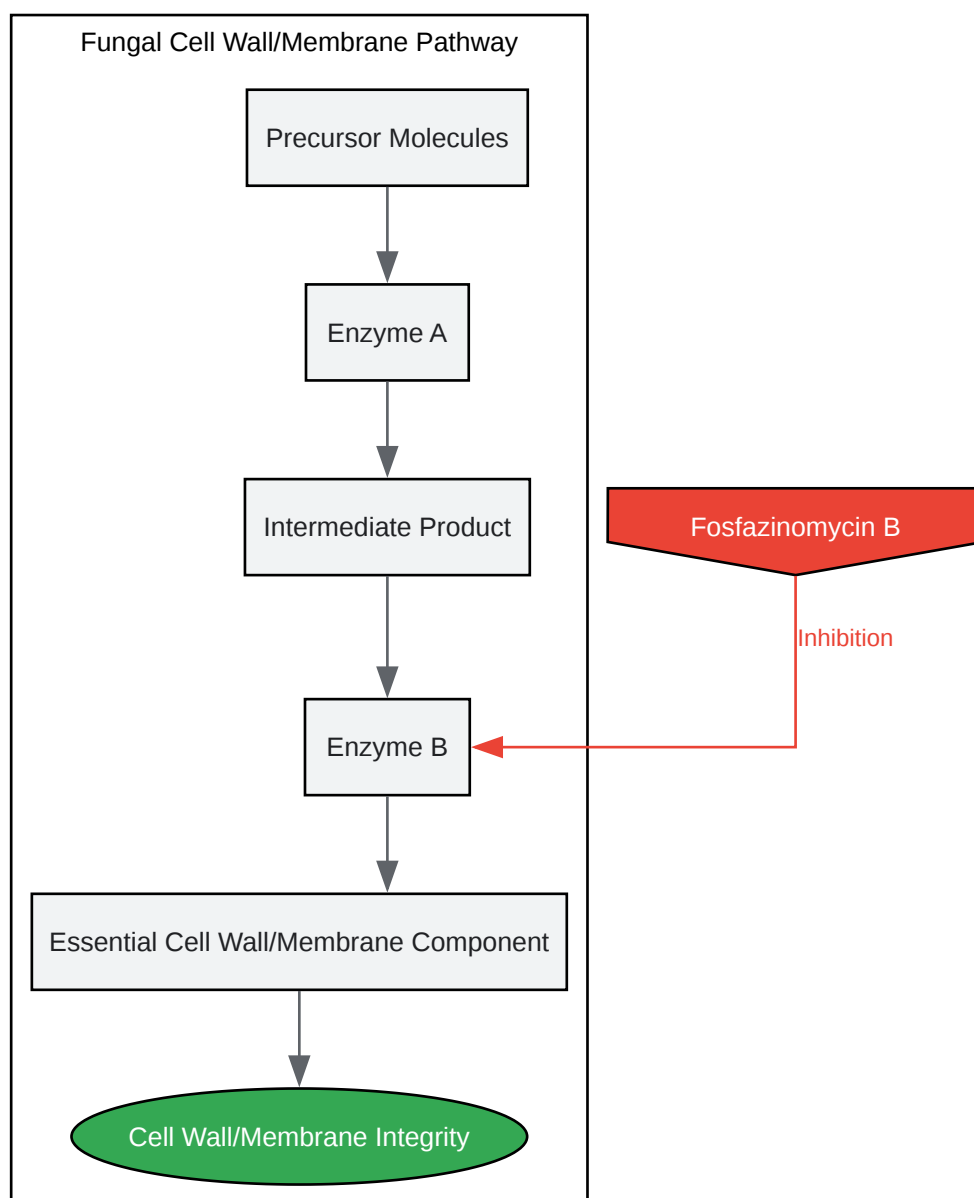 Fungal Cell Wall/Membrane Pathway
Precursor Molecules
Enzyme A
Intermediate Product
Fosfazinomycin B
Inhibition
Enzyme B
Essential Cell Wall/Membrane Component
Cell Wall/Membrane Integrity